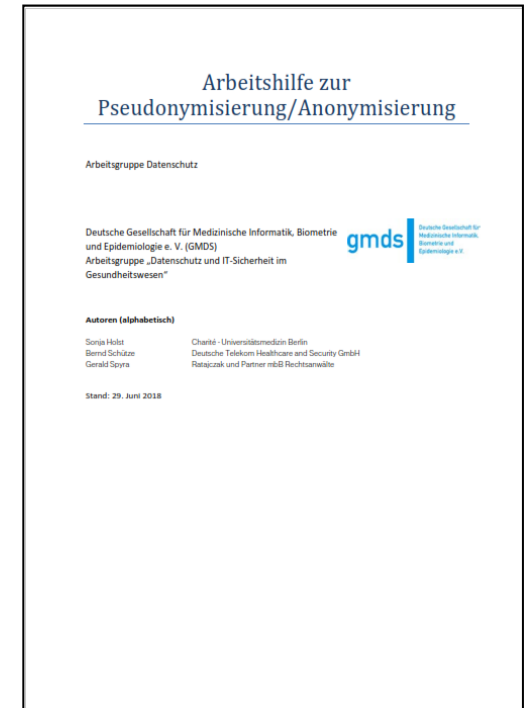 Arbeitshilfe zur
Pseudonymisierung/Anonymisierung
Arbeitsgruppe Datenschutz
Deutsche Gesellschaft für Medizinische Informatik, Biometrie
und Epidemiologie e. V. (GMDS)
Arbeitsgruppe „Datenschutz und IT-Sicherheit im
Gesundheitswesen“
gmds
Deutsche Gesellschaft für
Medizinische Informatik,
Biometrie und
Epidemiologie e.V.
Autoren (alphabetisch)
Sonja Holst Charité - Universitätsmedizin Berlin
Bernd Schütze Deutsche Telekom Healthcare and Security GmbH
Gerald Spyra Ratajczak und Partner mbB Rechtsanwälte
Stand: 29. Juni 2018